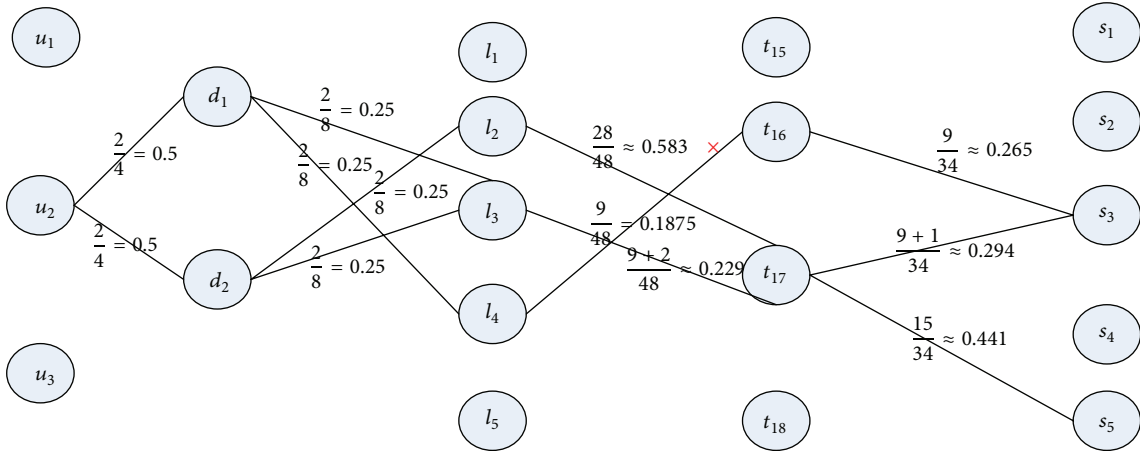 u1
u2
u3
d1
d2
2/4 = 0.5
2/4 = 0.5
l1
l2
l3
l4
l5
2/8 = 0.25
2/8 = 0.25
2/8 = 0.25
2/8 = 0.25
t15
t16
t17
t18
28/48 ≈ 0.583 ×
9/48 = 0.1875
9 + 2/48 ≈ 0.229
s1
s2
s3
s4
s5
9/34 ≈ 0.265
9 + 1/34 ≈ 0.294
15/34 ≈ 0.441